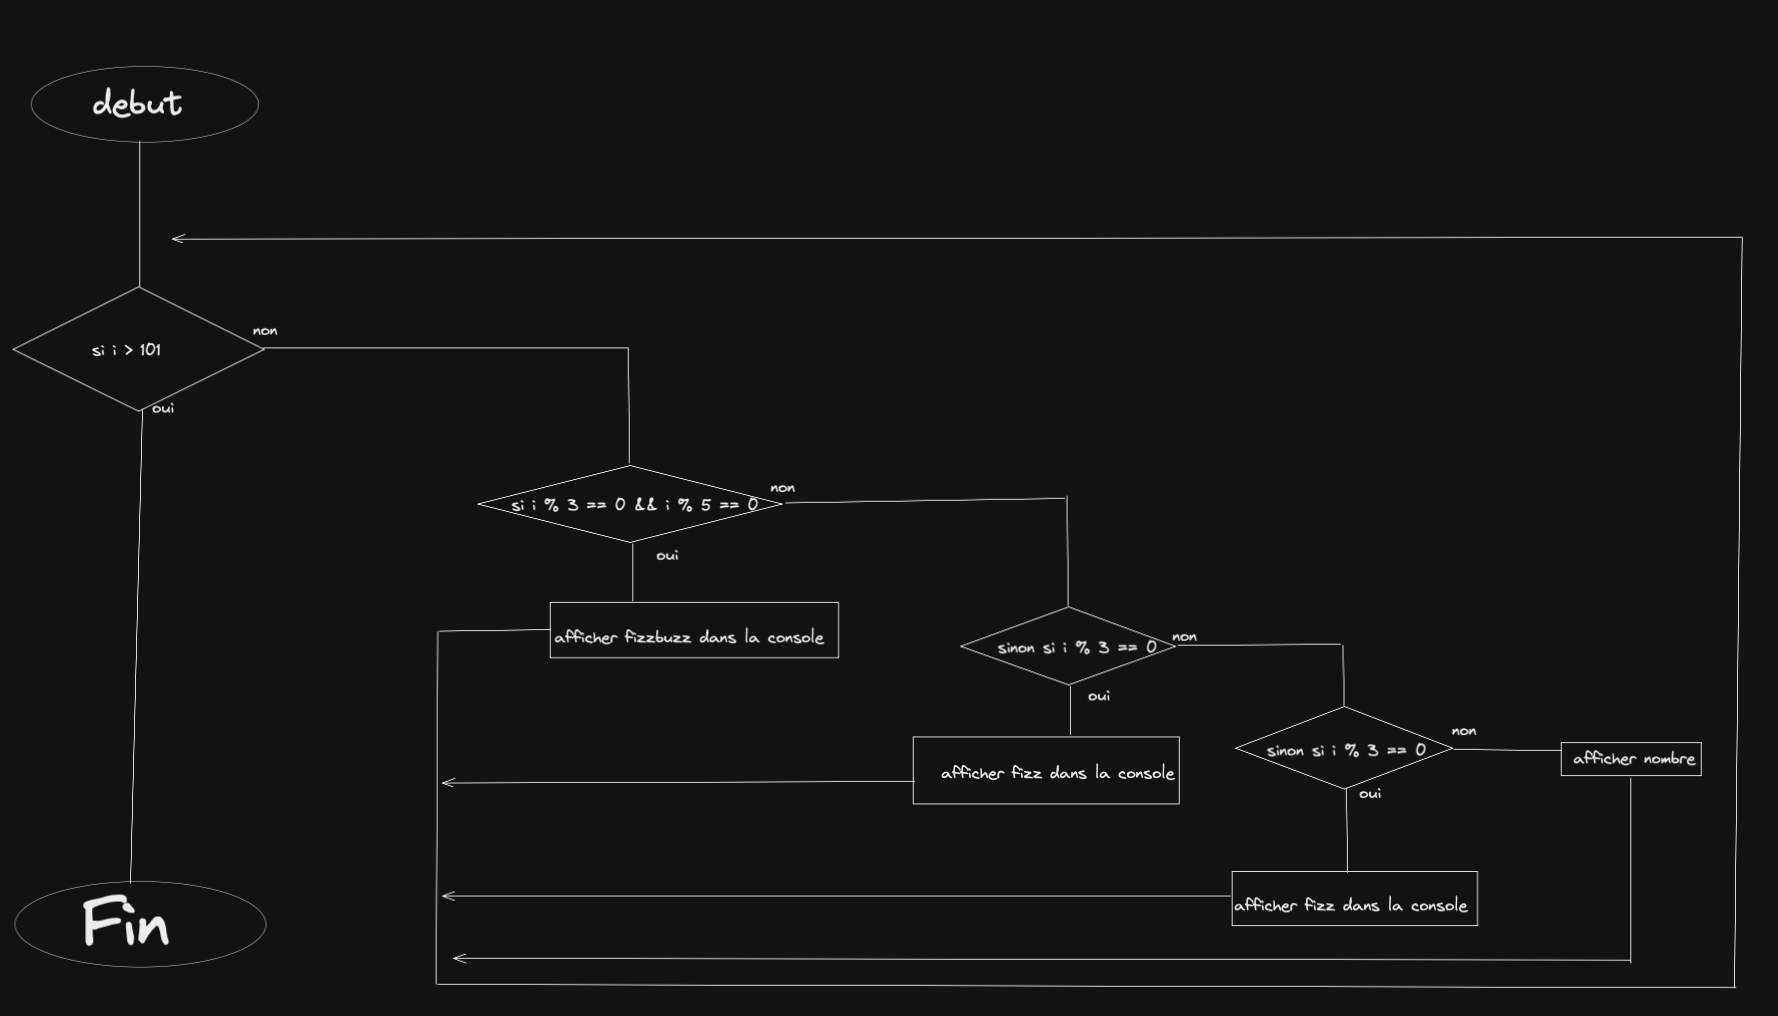 debut
si i > 101
non
oui
si i % 3 == 0 && i % 5 == 0
non
oui
afficher fizzbuzz dans la console
sinon si i % 3 == 0
non
oui
afficher fizz dans la console
sinon si i % 3 == 0
non
oui
afficher nombre
afficher fizz dans la console
Fin